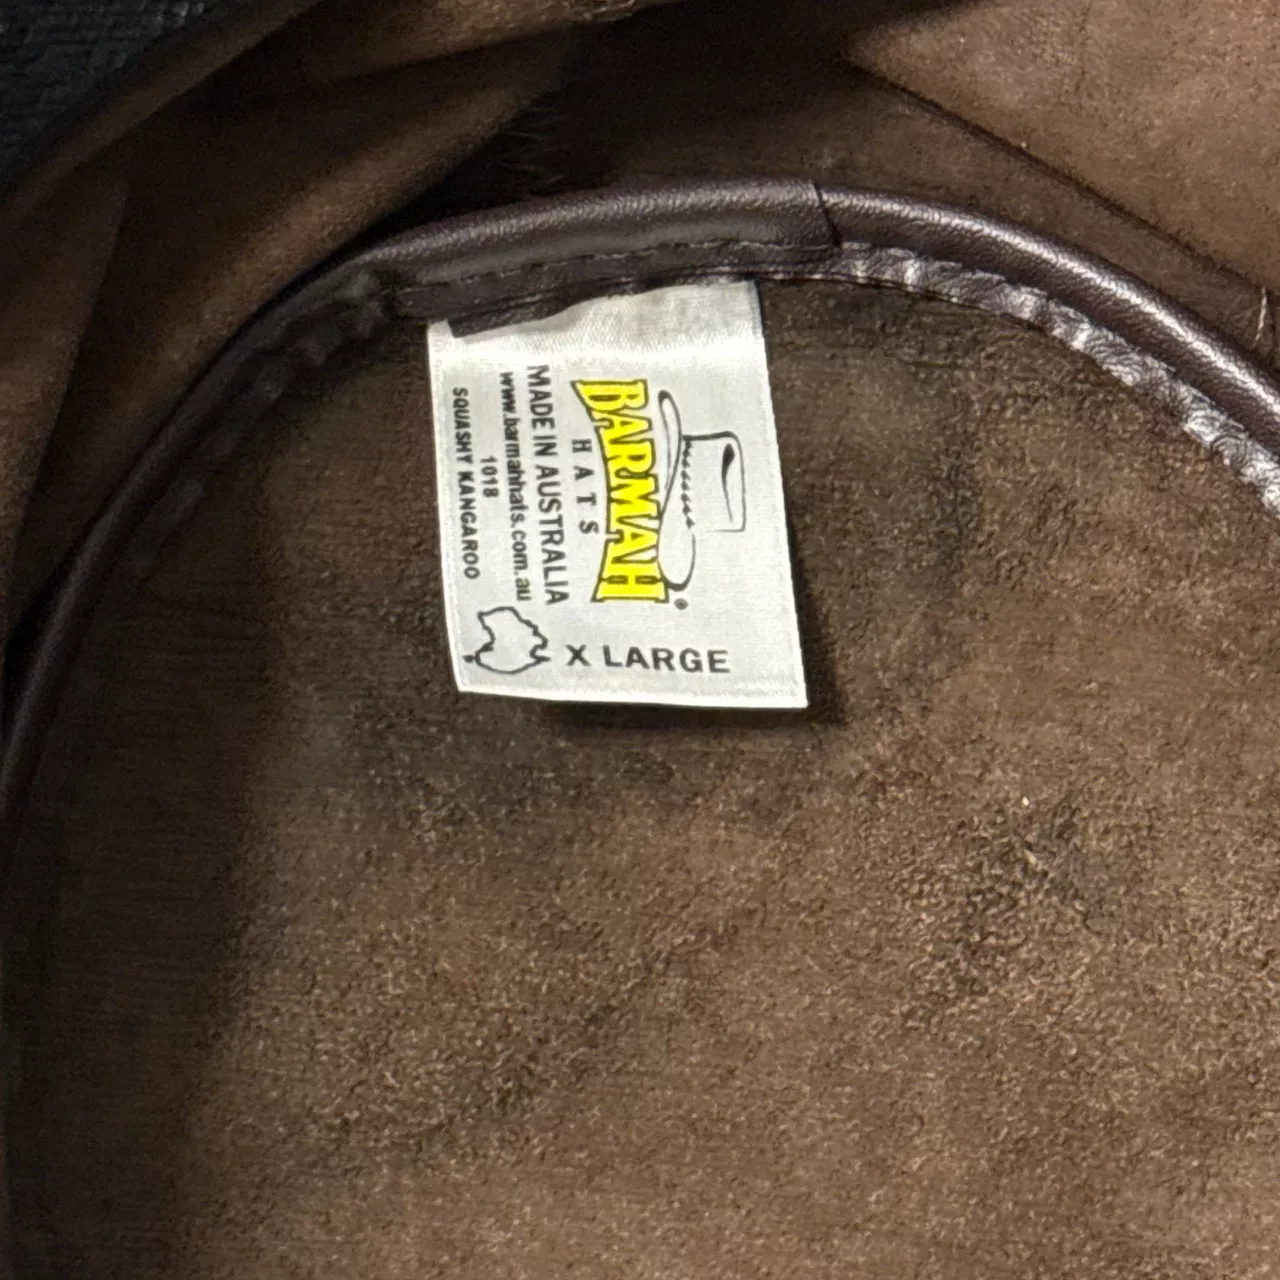 BARMAH
HATS
MADE IN AUSTRALIA
www.barmahhats.com.au
1018
SQUASHY KANGAROO
X LARGE